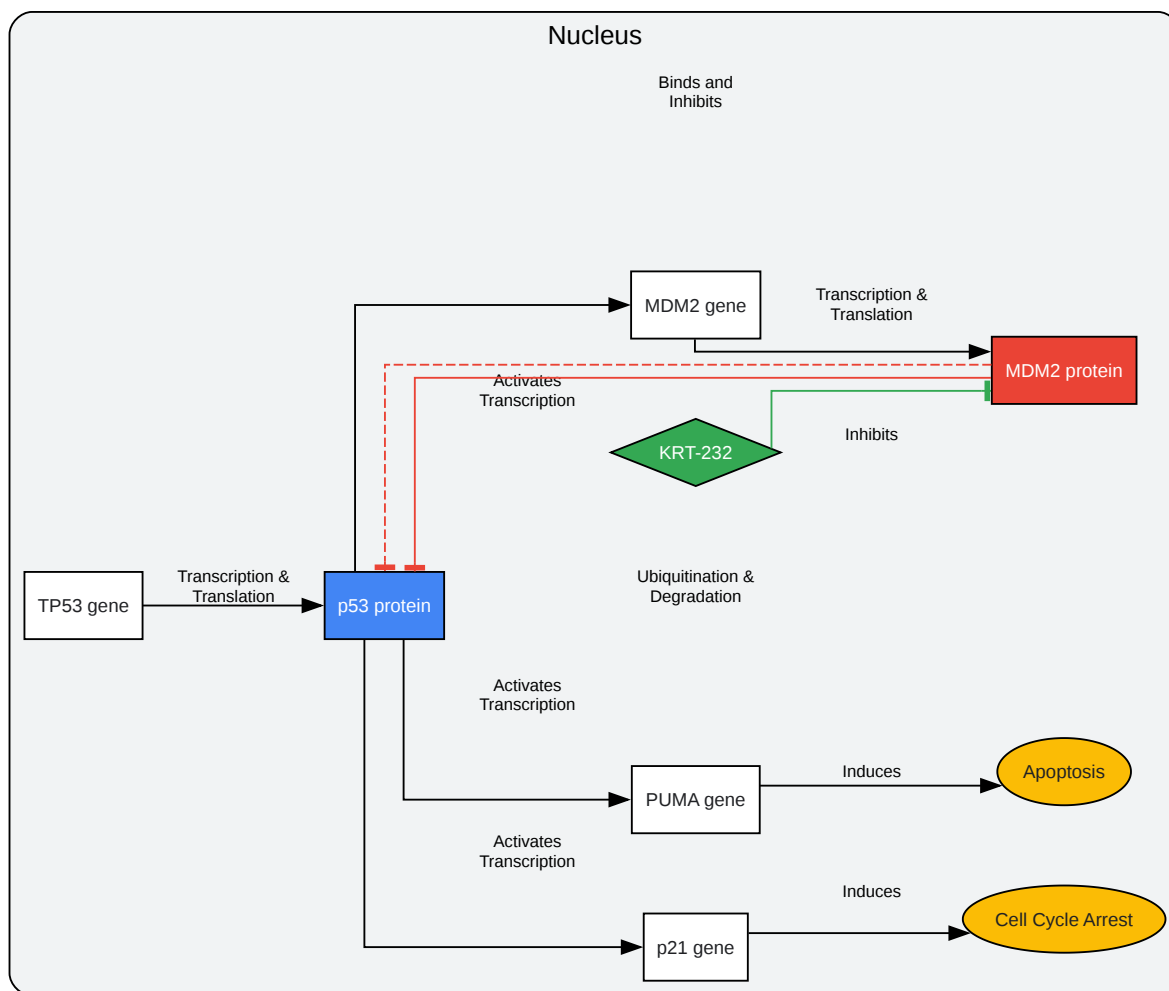 Nucleus
Binds and
Inhibits
MDM2 gene
Transcription &
Translation
MDM2 protein
Activates
Transcription
Inhibits
KRT-232
TP53 gene
Transcription &
Translation
p53 protein
Ubiquitination &
Degradation
Activates
Transcription
PUMA gene
Induces
Apoptosis
Activates
Transcription
p21 gene
Induces
Cell Cycle Arrest